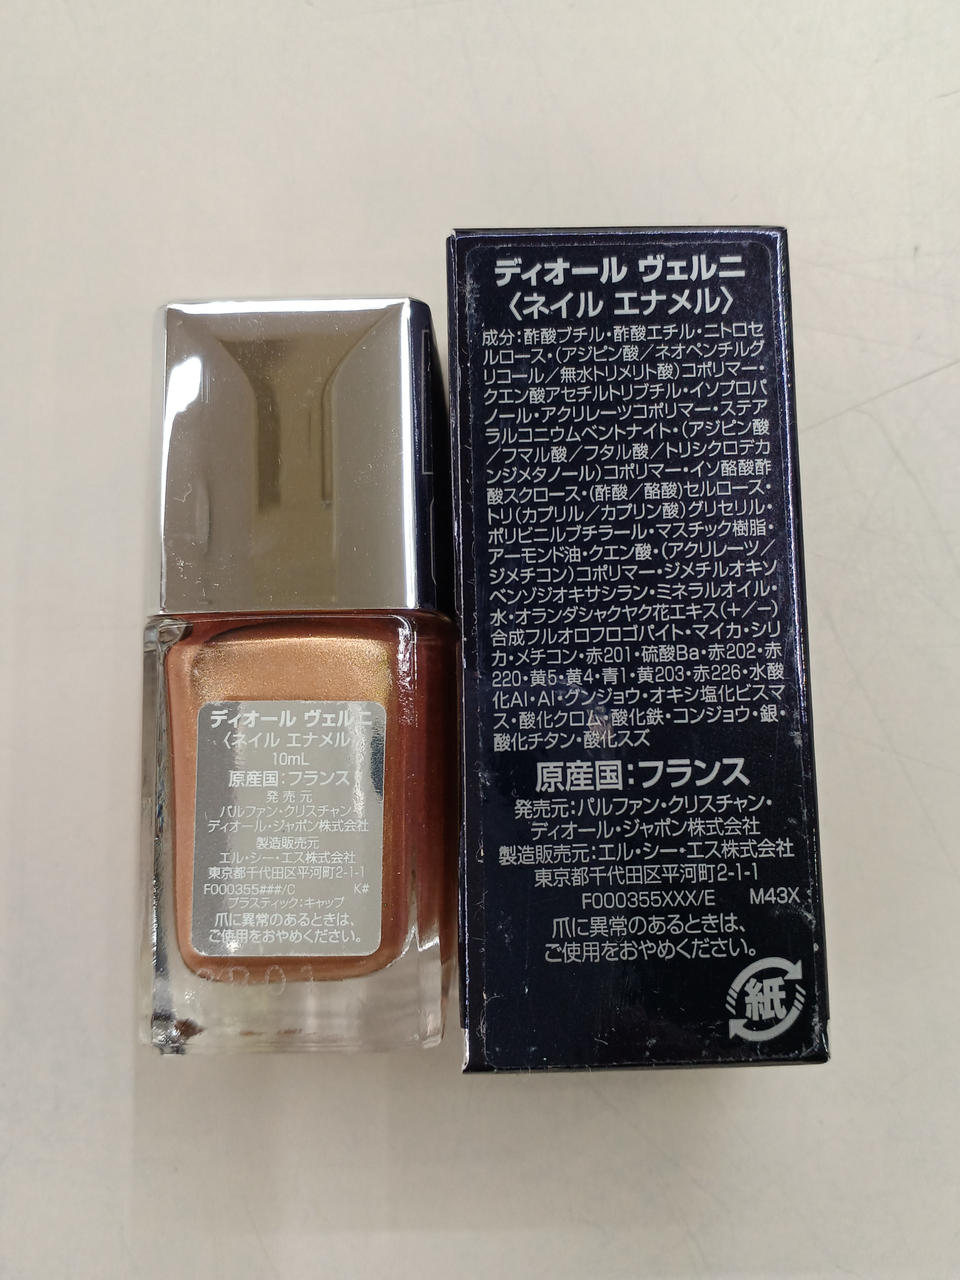 ディオール ヴェルニ
〈ネイル エナメル〉
10mL
原産国:フランス
発売元
パルファン・クリスチャン・
ディオール・ジャポン株式会社
製造販売元
エル・シー・エス株式会社
東京都千代田区平河町2-1-1
F000355###/C K#
プラスティック:キャップ
爪に異常のあるときは、
ご使用をおやめください。
ディオール ヴェルニ
〈ネイル エナメル〉
成分:酢酸ブチル・酢酸エチル・ニトロセ
ルロース・(アジピン酸/ネオペンチルグ
リコール/無水トリメリト酸)コポリマー・
クエン酸アセチルトリブチル・イソプロパ
ノール・アクリレーツコポリマー・ステア
ラルコニウムベントナイト・(アジピン酸
/フマル酸/フタル酸/トリシクロデカ
ンジメタノール)コポリマー・イソ酪酸酢
酸スクロース・(酢酸/酪酸)セルロース・
トリ(カプリル/カプリン酸)グリセリル・
ポリビニルブチラール・マスチック樹脂・
アーモンド油・クエン酸・(アクリレーツ/
ジメチコン)コポリマー・ジメチルオキソ
ベンゾジオキサシラン・ミネラルオイル・
水・オランダシャクヤク花エキス(+/-)
合成フルオロフロゴパイト・マイカ・シリ
カ・メチコン・赤201・硫酸Ba・赤202・赤
220・黄5・黄4・青1・黄203・赤226・水酸
化Al・Al・グンジョウ・オキシ塩化ビスマ
ス・酸化クロム・酸化鉄・コンジョウ・銀・
酸化チタン・酸化スズ
原産国:フランス
発売元:パルファン・クリスチャン・
ディオール・ジャポン株式会社
製造販売元:エル・シー・エス株式会社
東京都千代田区平河町2-1-1
F000355XXX/E M43X
爪に異常のあるときは、
ご使用をおやめください。
紙